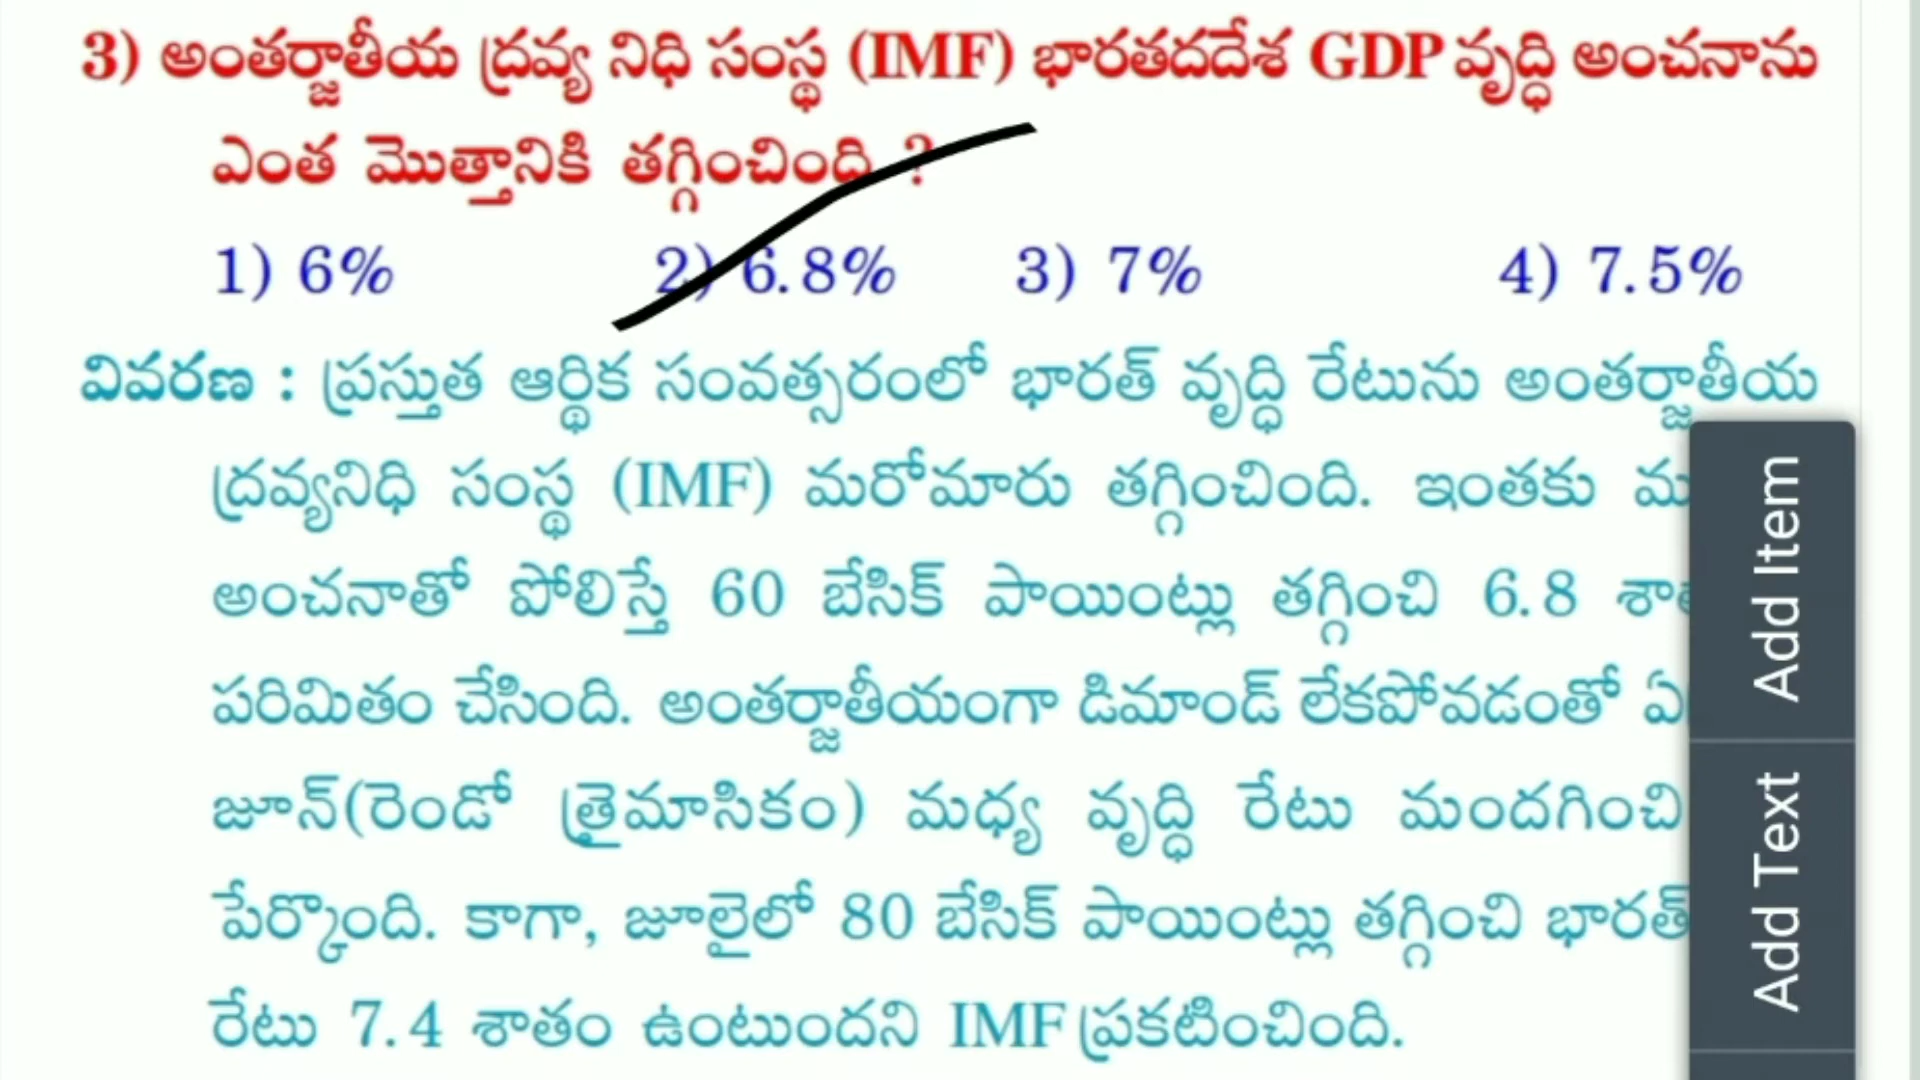 3) అంతర్జాతీయ ద్రవ్య నిధి సంస్థ (IMF) భారతదదేశ GDP వృద్ధి అంచనాను
ఎంత మొత్తానికి తగ్గించింది ?
1) 6% 2) 6.8% 3) 7% 4) 7.5%
వివరణ : ప్రస్తుత ఆర్థిక సంవత్సరంలో భారత్ వృద్ధి రేటును అంతర్జాతీయ
ద్రవ్యనిధి సంస్థ (IMF) మరోమారు తగ్గించింది. ఇంతకు
అంచనాతో పోలిస్తే 60 బేసిక్ పాయింట్లు తగ్గించి 6.8
పరిమితం చేసింది. అంతర్జాతీయంగా డిమాండ్ లేకపోవడంతో
జూన్(రెండో త్రైమాసికం) మధ్య వృద్ధి రేటు మందగించి
పేర్కొంది. కాగా, జూలైలో 80 బేసిక్ పాయింట్లు తగ్గించి భారత్
రేటు 7.4 శాతం ఉంటుందని IMF ప్రకటించింది.
Add Item
Add Text